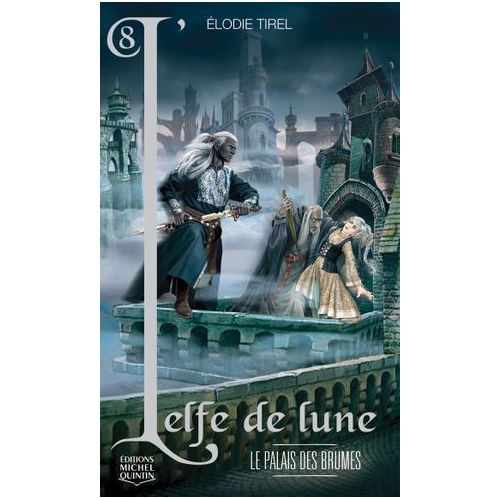 8
ÉLODIE TIREL
L'elfe de lune
LE PALAIS DES BRUMES
ÉDITIONS
MICHEL
QUINTIN